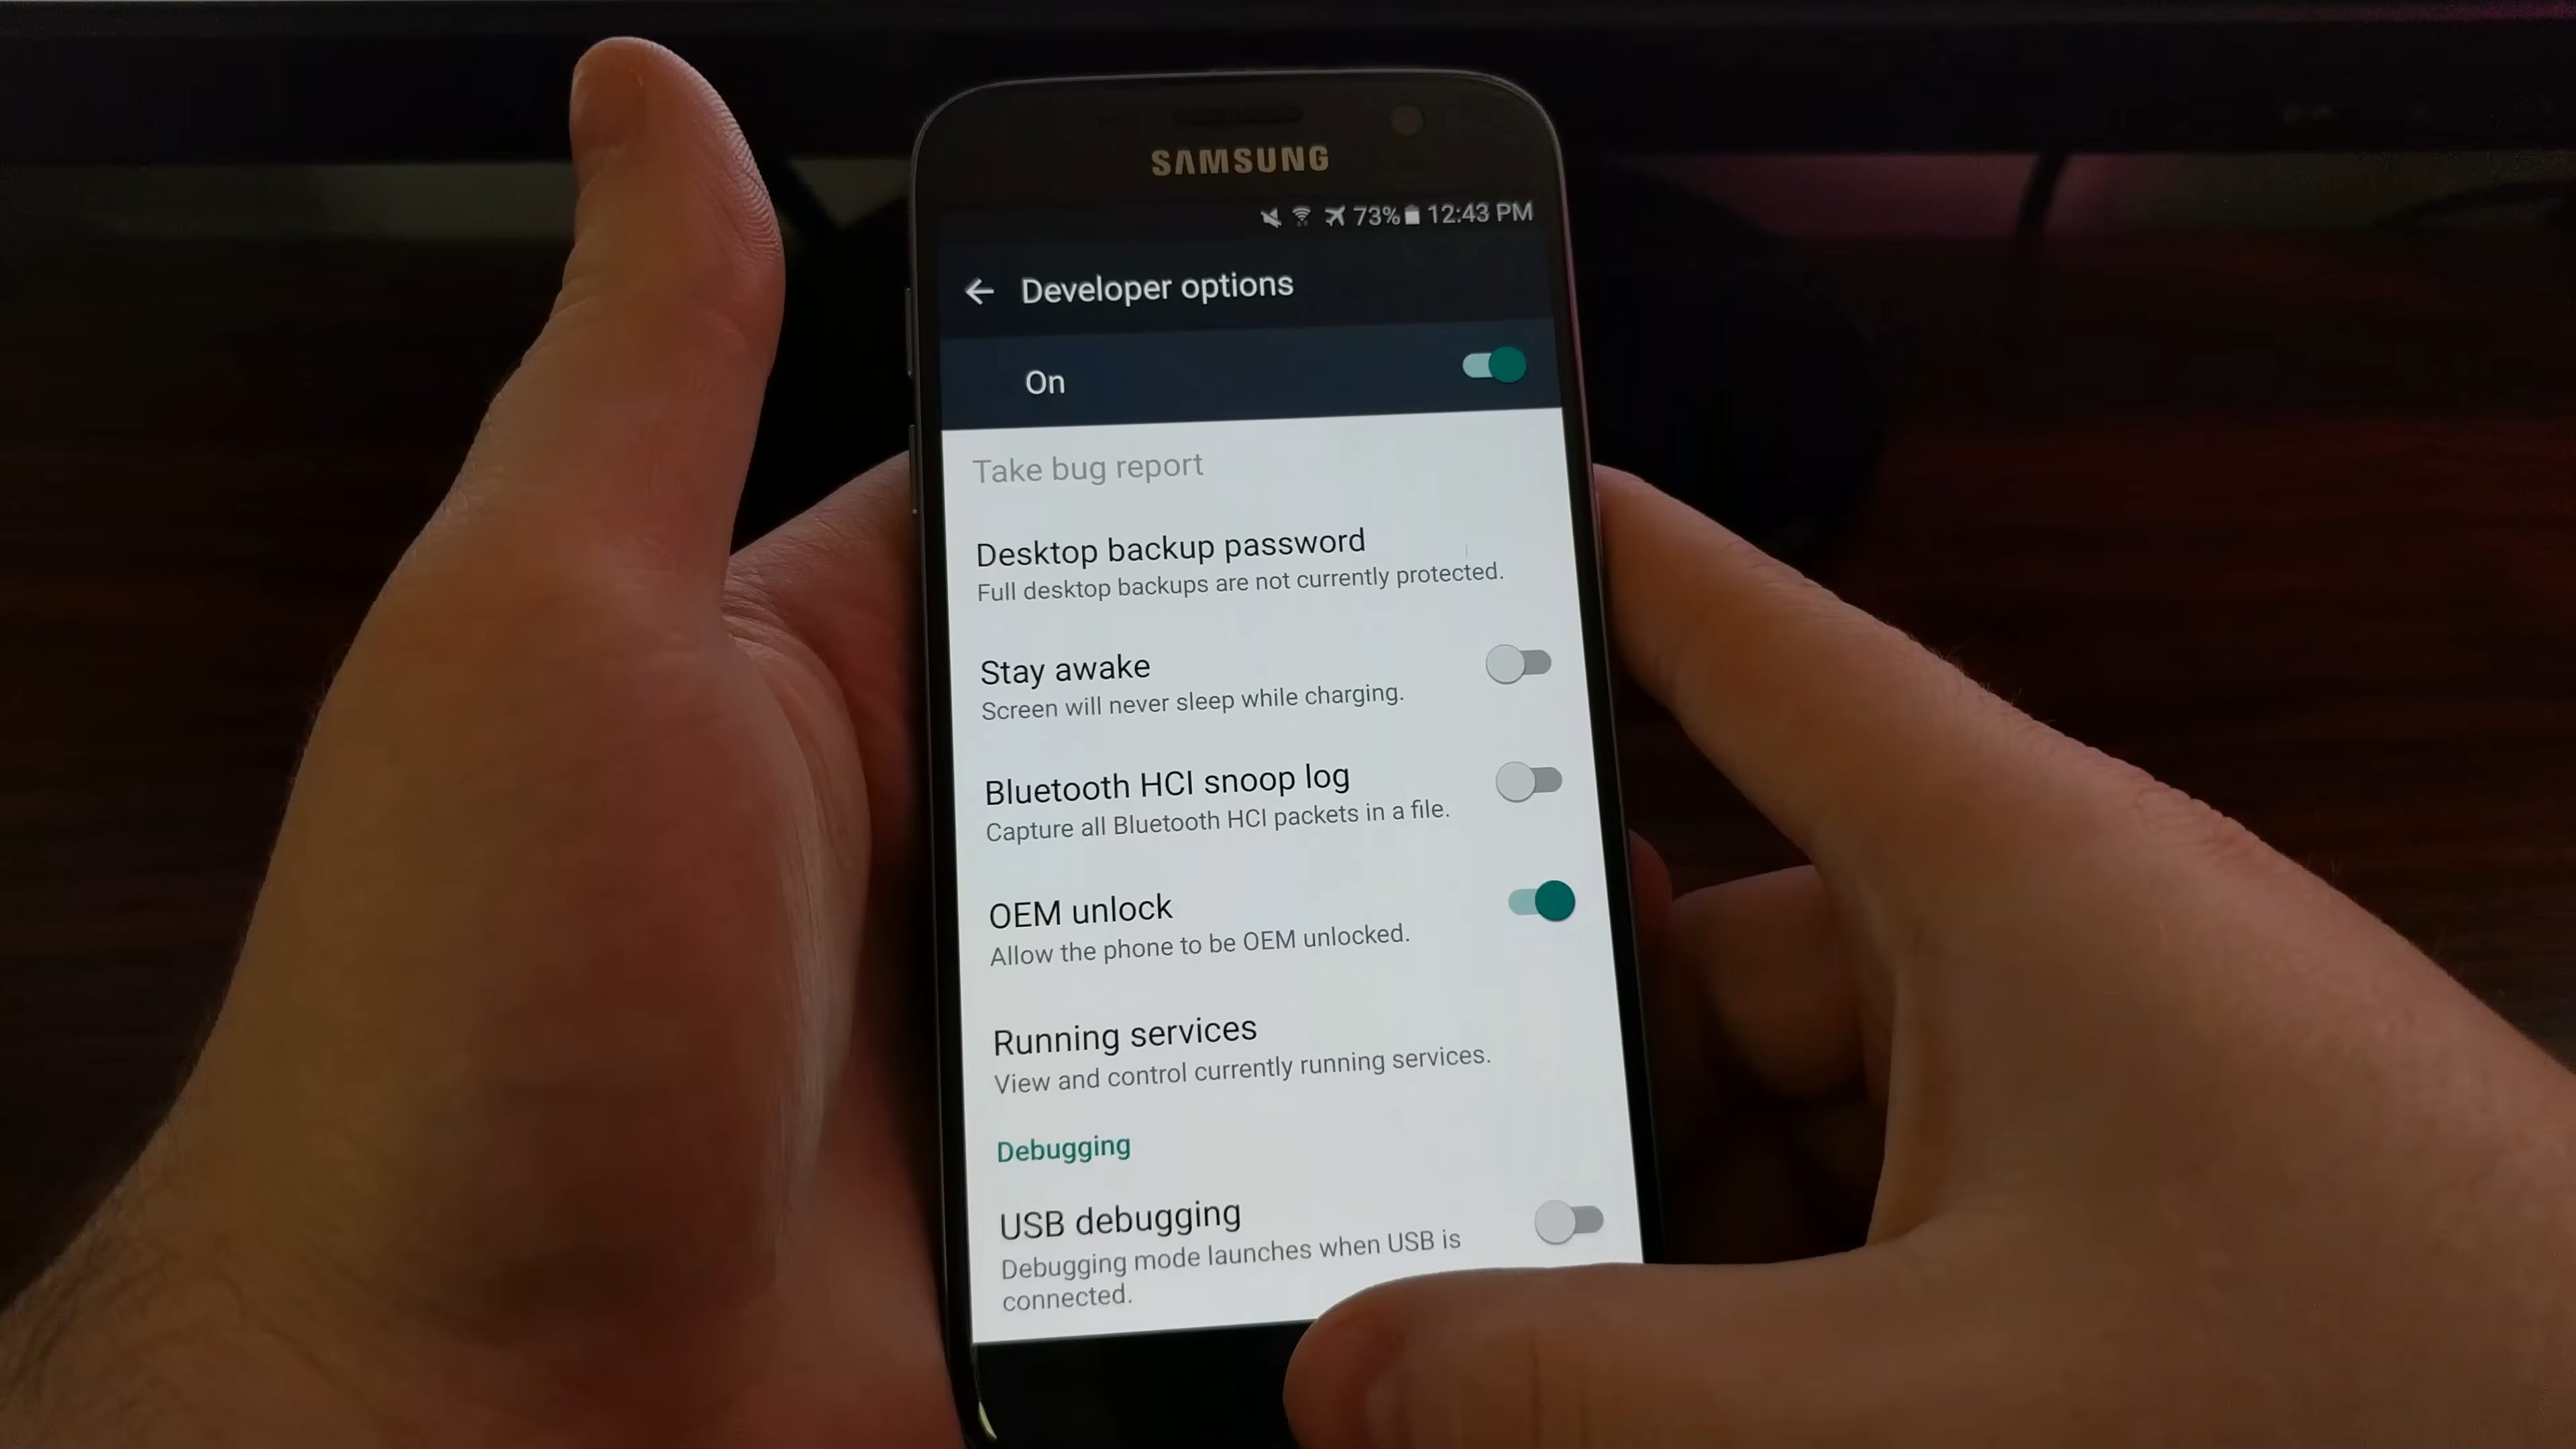 SAMSUNG
73% 12:43 PM
Developer options
On
Take bug report
Desktop backup password
Full desktop backups are not currently protected.
Stay awake
Screen will never sleep while charging.
Bluetooth HCI snoop log
Capture all Bluetooth HCI packets in a file.
OEM unlock
Allow the phone to be OEM unlocked.
Running services
View and control currently running services.
Debugging
USB debugging
Debugging mode launches when USB is
connected.